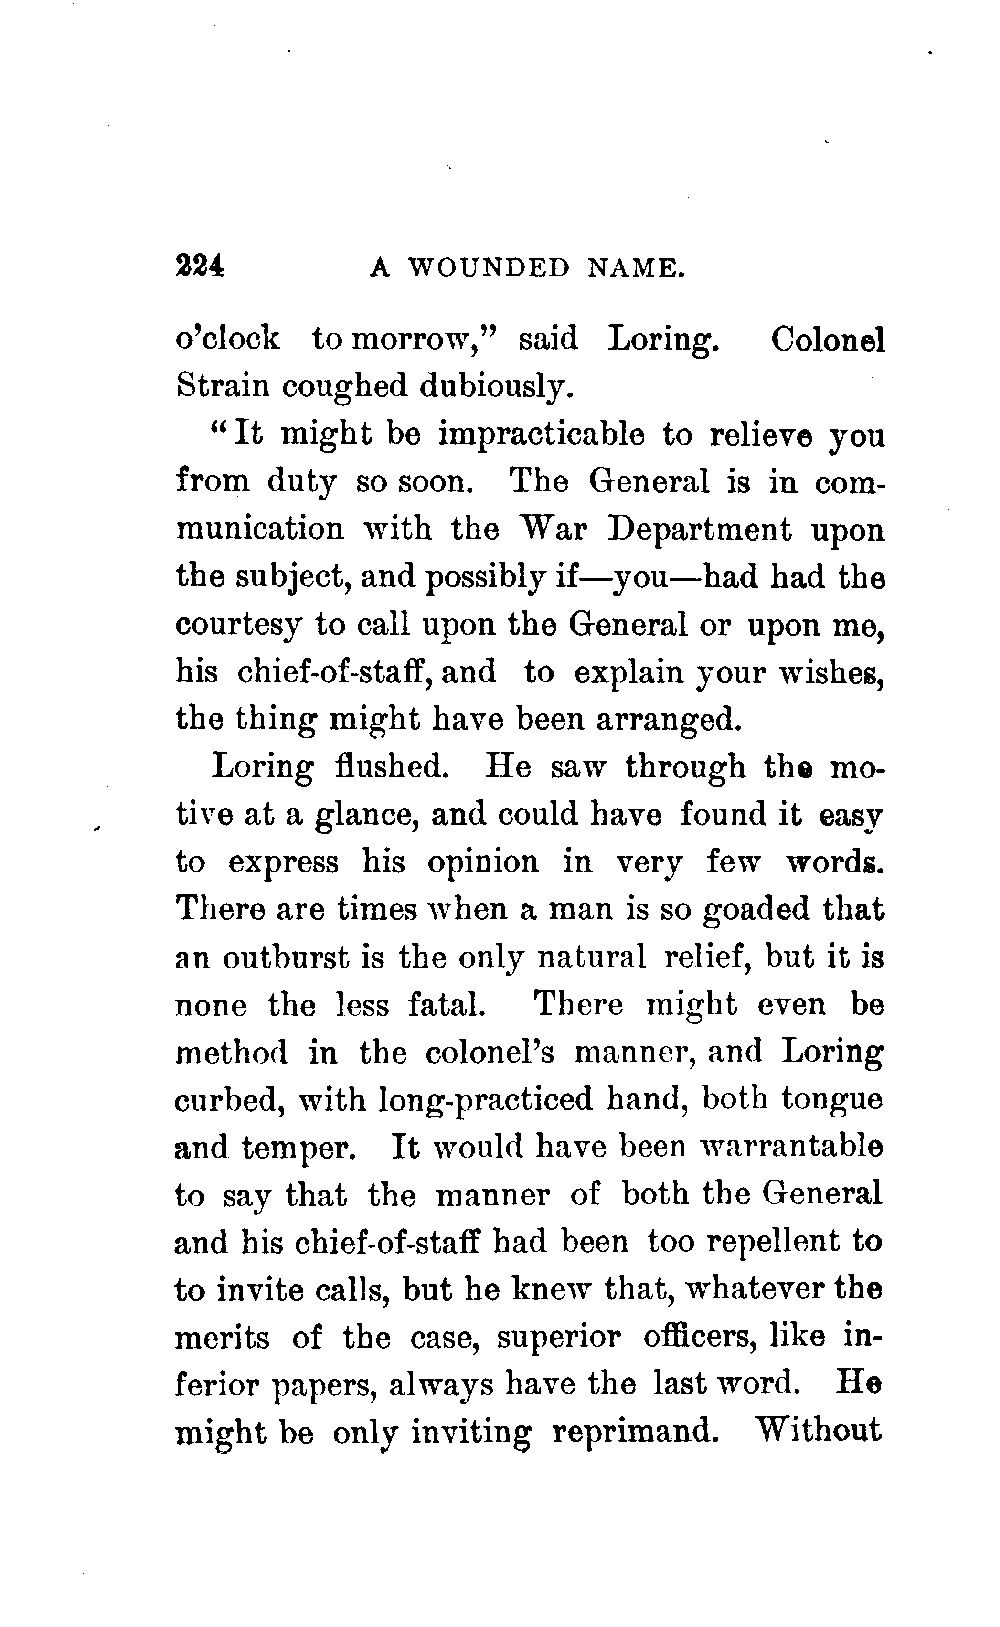 224 A WOUNDED NAME.
o'clock to morrow," said Loring. Colonel
Strain coughed dubiously.
"It might be impracticable to relieve you
from duty so soon. The General is in com-
munication with the War Department upon
the subject, and possibly if—you—had had the
courtesy to call upon the General or upon me,
his chief-of-staff, and to explain your wishes,
the thing might have been arranged.
Loring flushed. He saw through the mo-
tive at a glance, and could have found it easy
to express his opinion in very few words.
There are times when a man is so goaded that
an outburst is the only natural relief, but it is
none the less fatal. There might even be
method in the colonel's manner, and Loring
curbed, with long-practiced hand, both tongue
and temper. It would have been warrantable
to say that the manner of both the General
and his chief-of-staff had been too repellent to
to invite calls, but he knew that, whatever the
merits of the case, superior officers, like in-
ferior papers, always have the last word. He
might be only inviting reprimand. Without